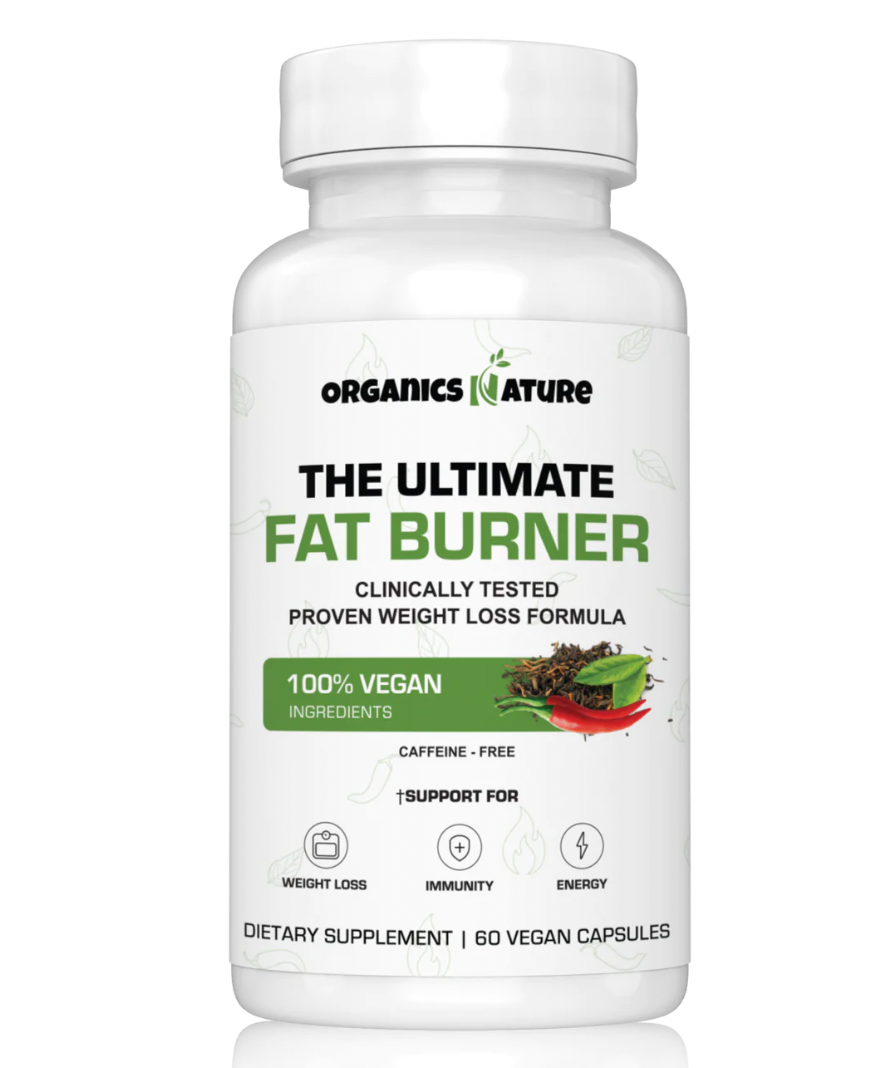 ORGANICS NATURE
THE ULTIMATE
FAT BURNER
CLINICALLY TESTED
PROVEN WEIGHT LOSS FORMULA
100% VEGAN
INGREDIENTS
CAFFEINE - FREE
†SUPPORT FOR
WEIGHT LOSS IMMUNITY ENERGY
DIETARY SUPPLEMENT | 60 VEGAN CAPSULES